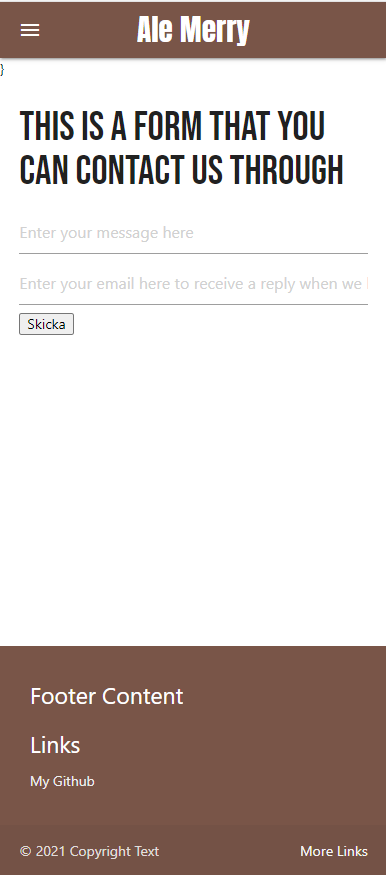 Ale Merry
}
THIS IS A FORM THAT YOU
CAN CONTACT US THROUGH
Enter your message here
Enter your email here to receive a reply when we
Skicka
Footer Content
Links
My Github
© 2021 Copyright Text
More Links